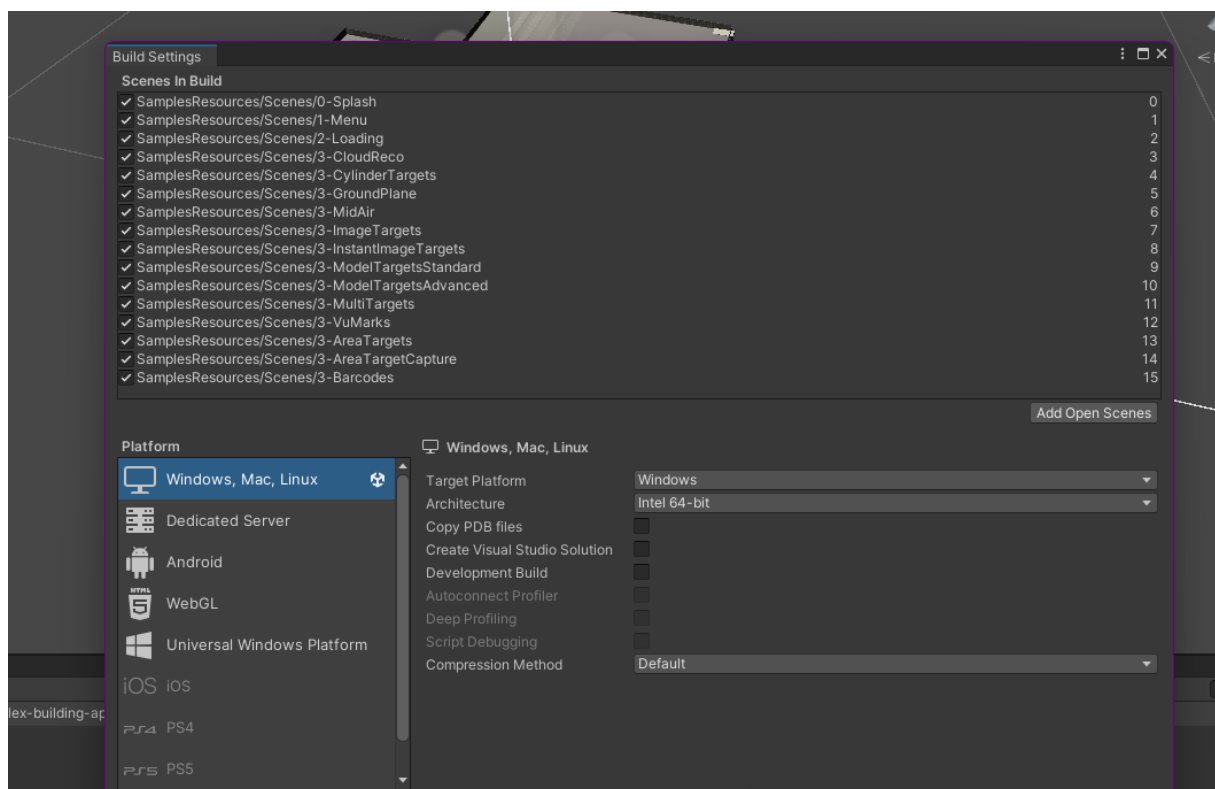 Build Settings
Scenes In Build
SamplesResources/Scenes/0-Splash 0
SamplesResources/Scenes/1-Menu 1
SamplesResources/Scenes/2-Loading 2
SamplesResources/Scenes/3-CloudReco 3
SamplesResources/Scenes/3-CylinderTargets 4
SamplesResources/Scenes/3-GroundPlane 5
SamplesResources/Scenes/3-MidAir 6
SamplesResources/Scenes/3-ImageTargets 7
SamplesResources/Scenes/3-InstantImageTargets 8
SamplesResources/Scenes/3-ModelTargetsStandard 9
SamplesResources/Scenes/3-ModelTargetsAdvanced 10
SamplesResources/Scenes/3-MultiTargets 11
SamplesResources/Scenes/3-VuMarks 12
SamplesResources/Scenes/3-AreaTargets 13
SamplesResources/Scenes/3-AreaTargetCapture 14
SamplesResources/Scenes/3-Barcodes 15
Add Open Scenes
Platform
Windows, Mac, Linux
Dedicated Server
Android
HTML 5 WebGL
Universal Windows Platform
iOS iOS
PS4 PS4
PS5 PS5
Windows, Mac, Linux
Target Platform Windows
Architecture Intel 64-bit
Copy PDB files
Create Visual Studio Solution
Development Build
Autoconnect Profiler
Deep Profiling
Script Debugging
Compression Method Default
lex-building-ap